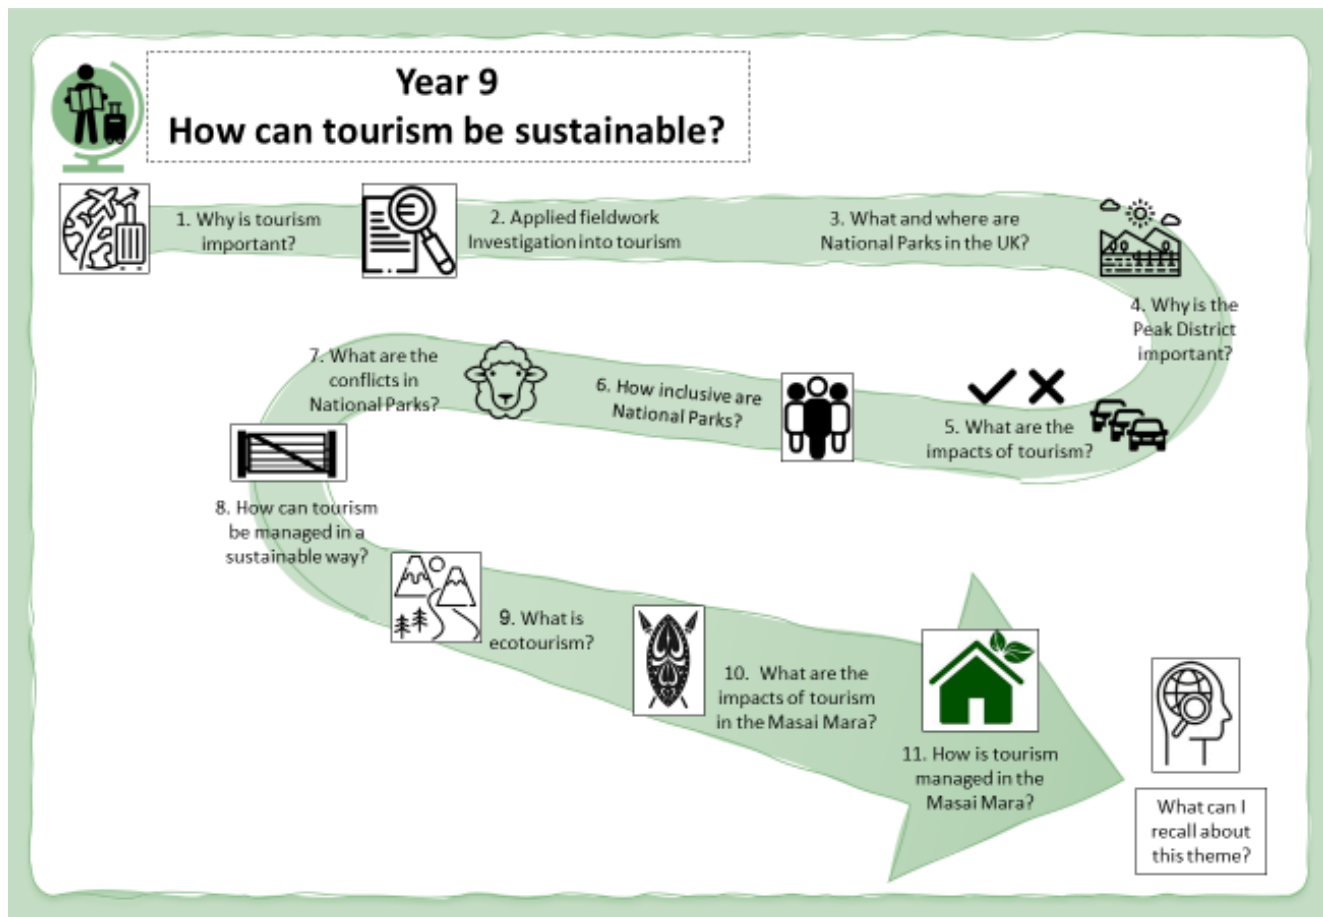 Year 9
How can tourism be sustainable?
1. Why is tourism
important?
2. Applied fieldwork
Investigation into tourism
3. What and where are
National Parks in the UK?
4. Why is the
Peak District
important?
5. What are the
impacts of tourism?
6. How inclusive are
National Parks?
7. What are the
conflicts in
National Parks?
8. How can tourism
be managed in a
sustainable way?
9. What is
ecotourism?
10. What are the
impacts of tourism
in the Masai Mara?
11. How is tourism
managed in the
Masai Mara?
What can I
recall about
this theme?